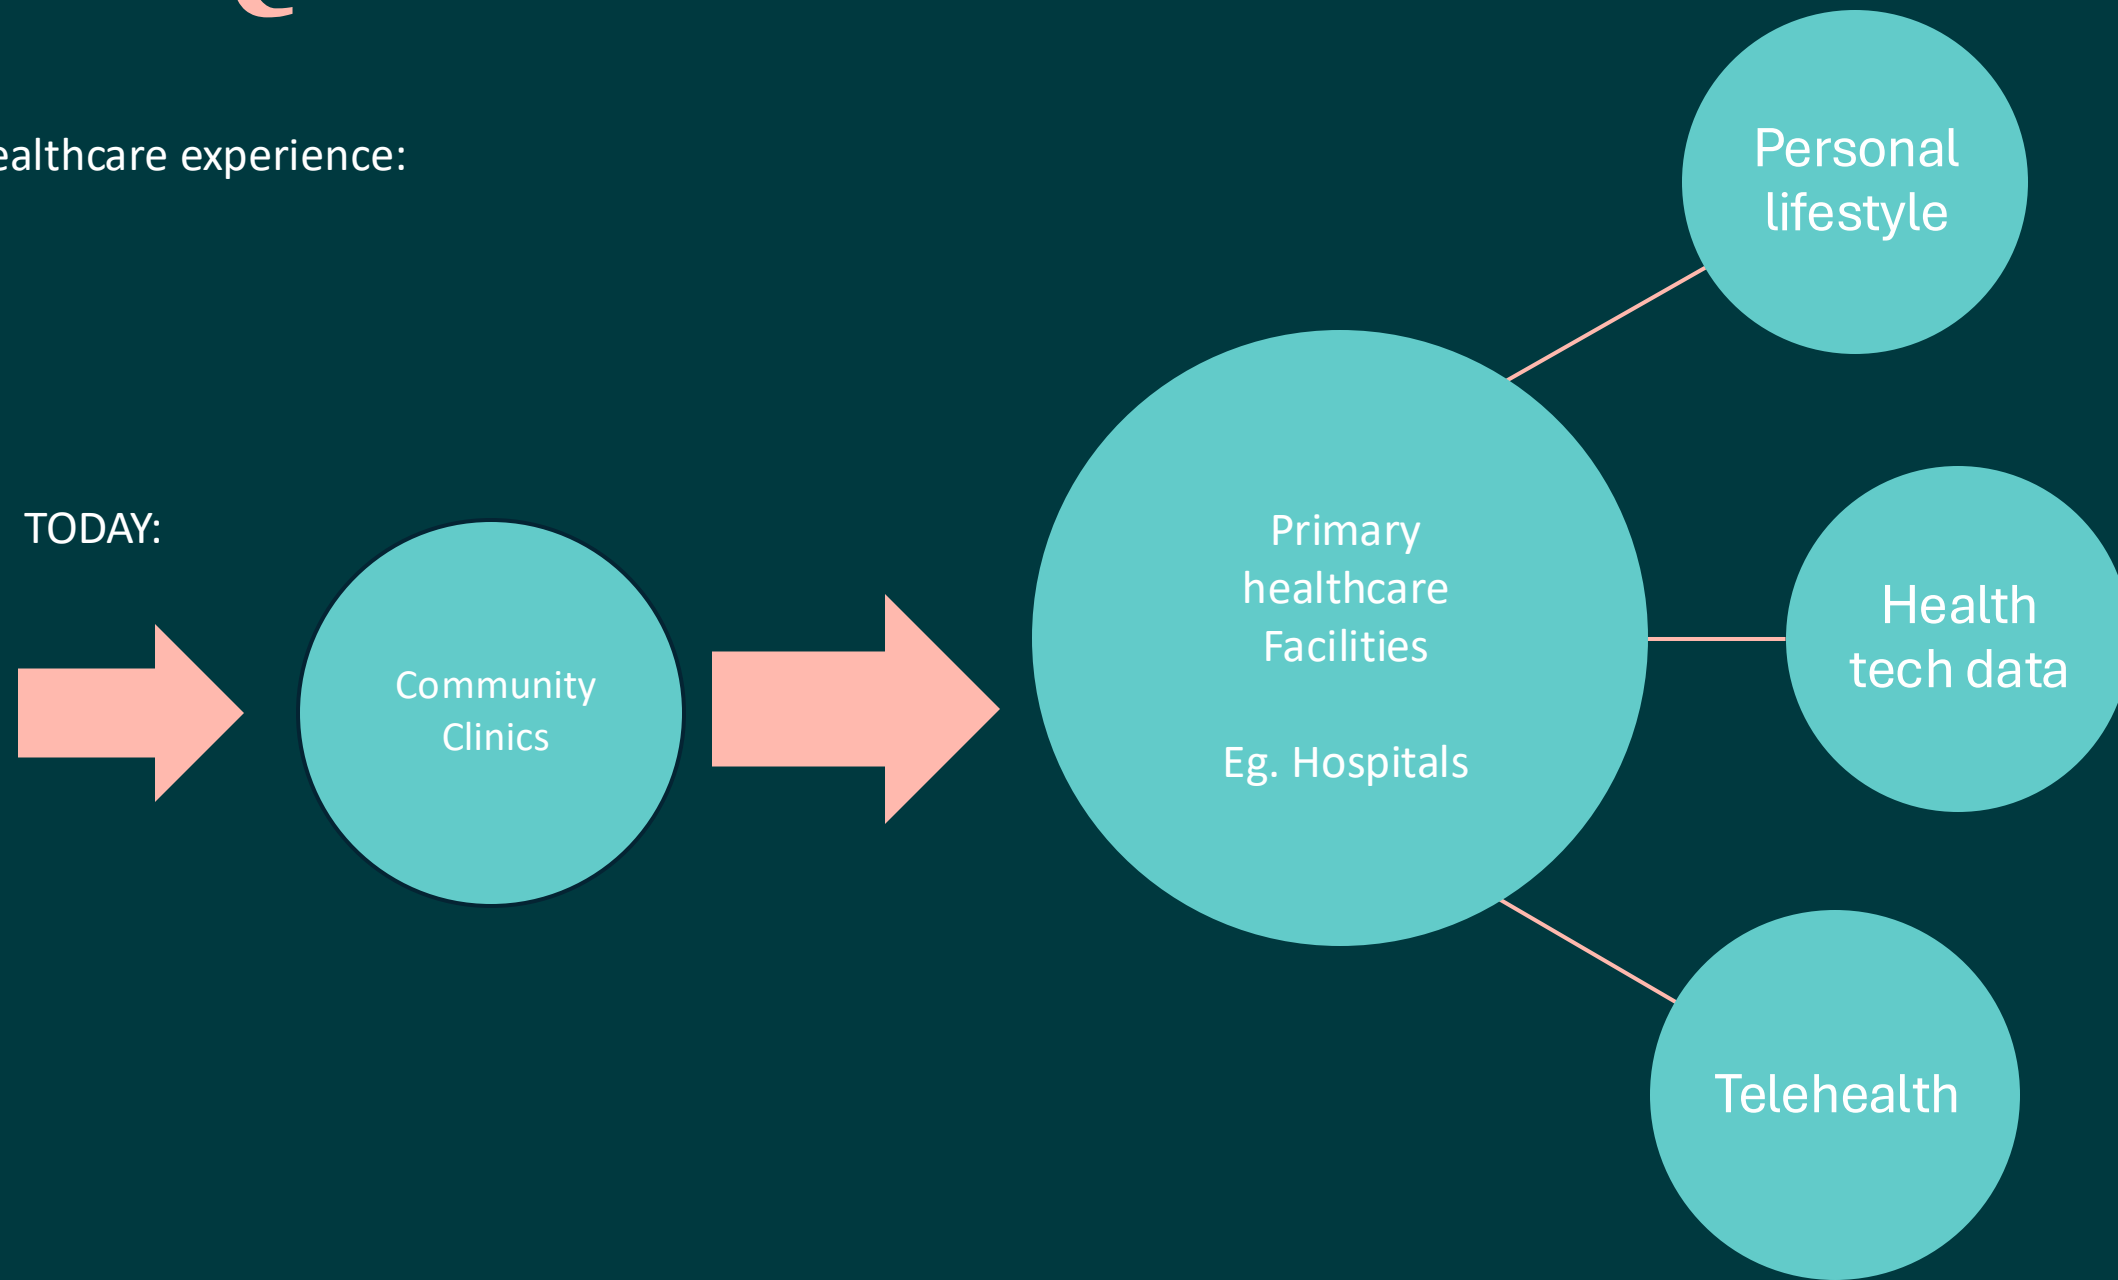 ealthcare experience:
TODAY:
Community
Clinics
Primary
healthcare
Facilities
Eg. Hospitals
Personal
lifestyle
Health
tech data
Telehealth